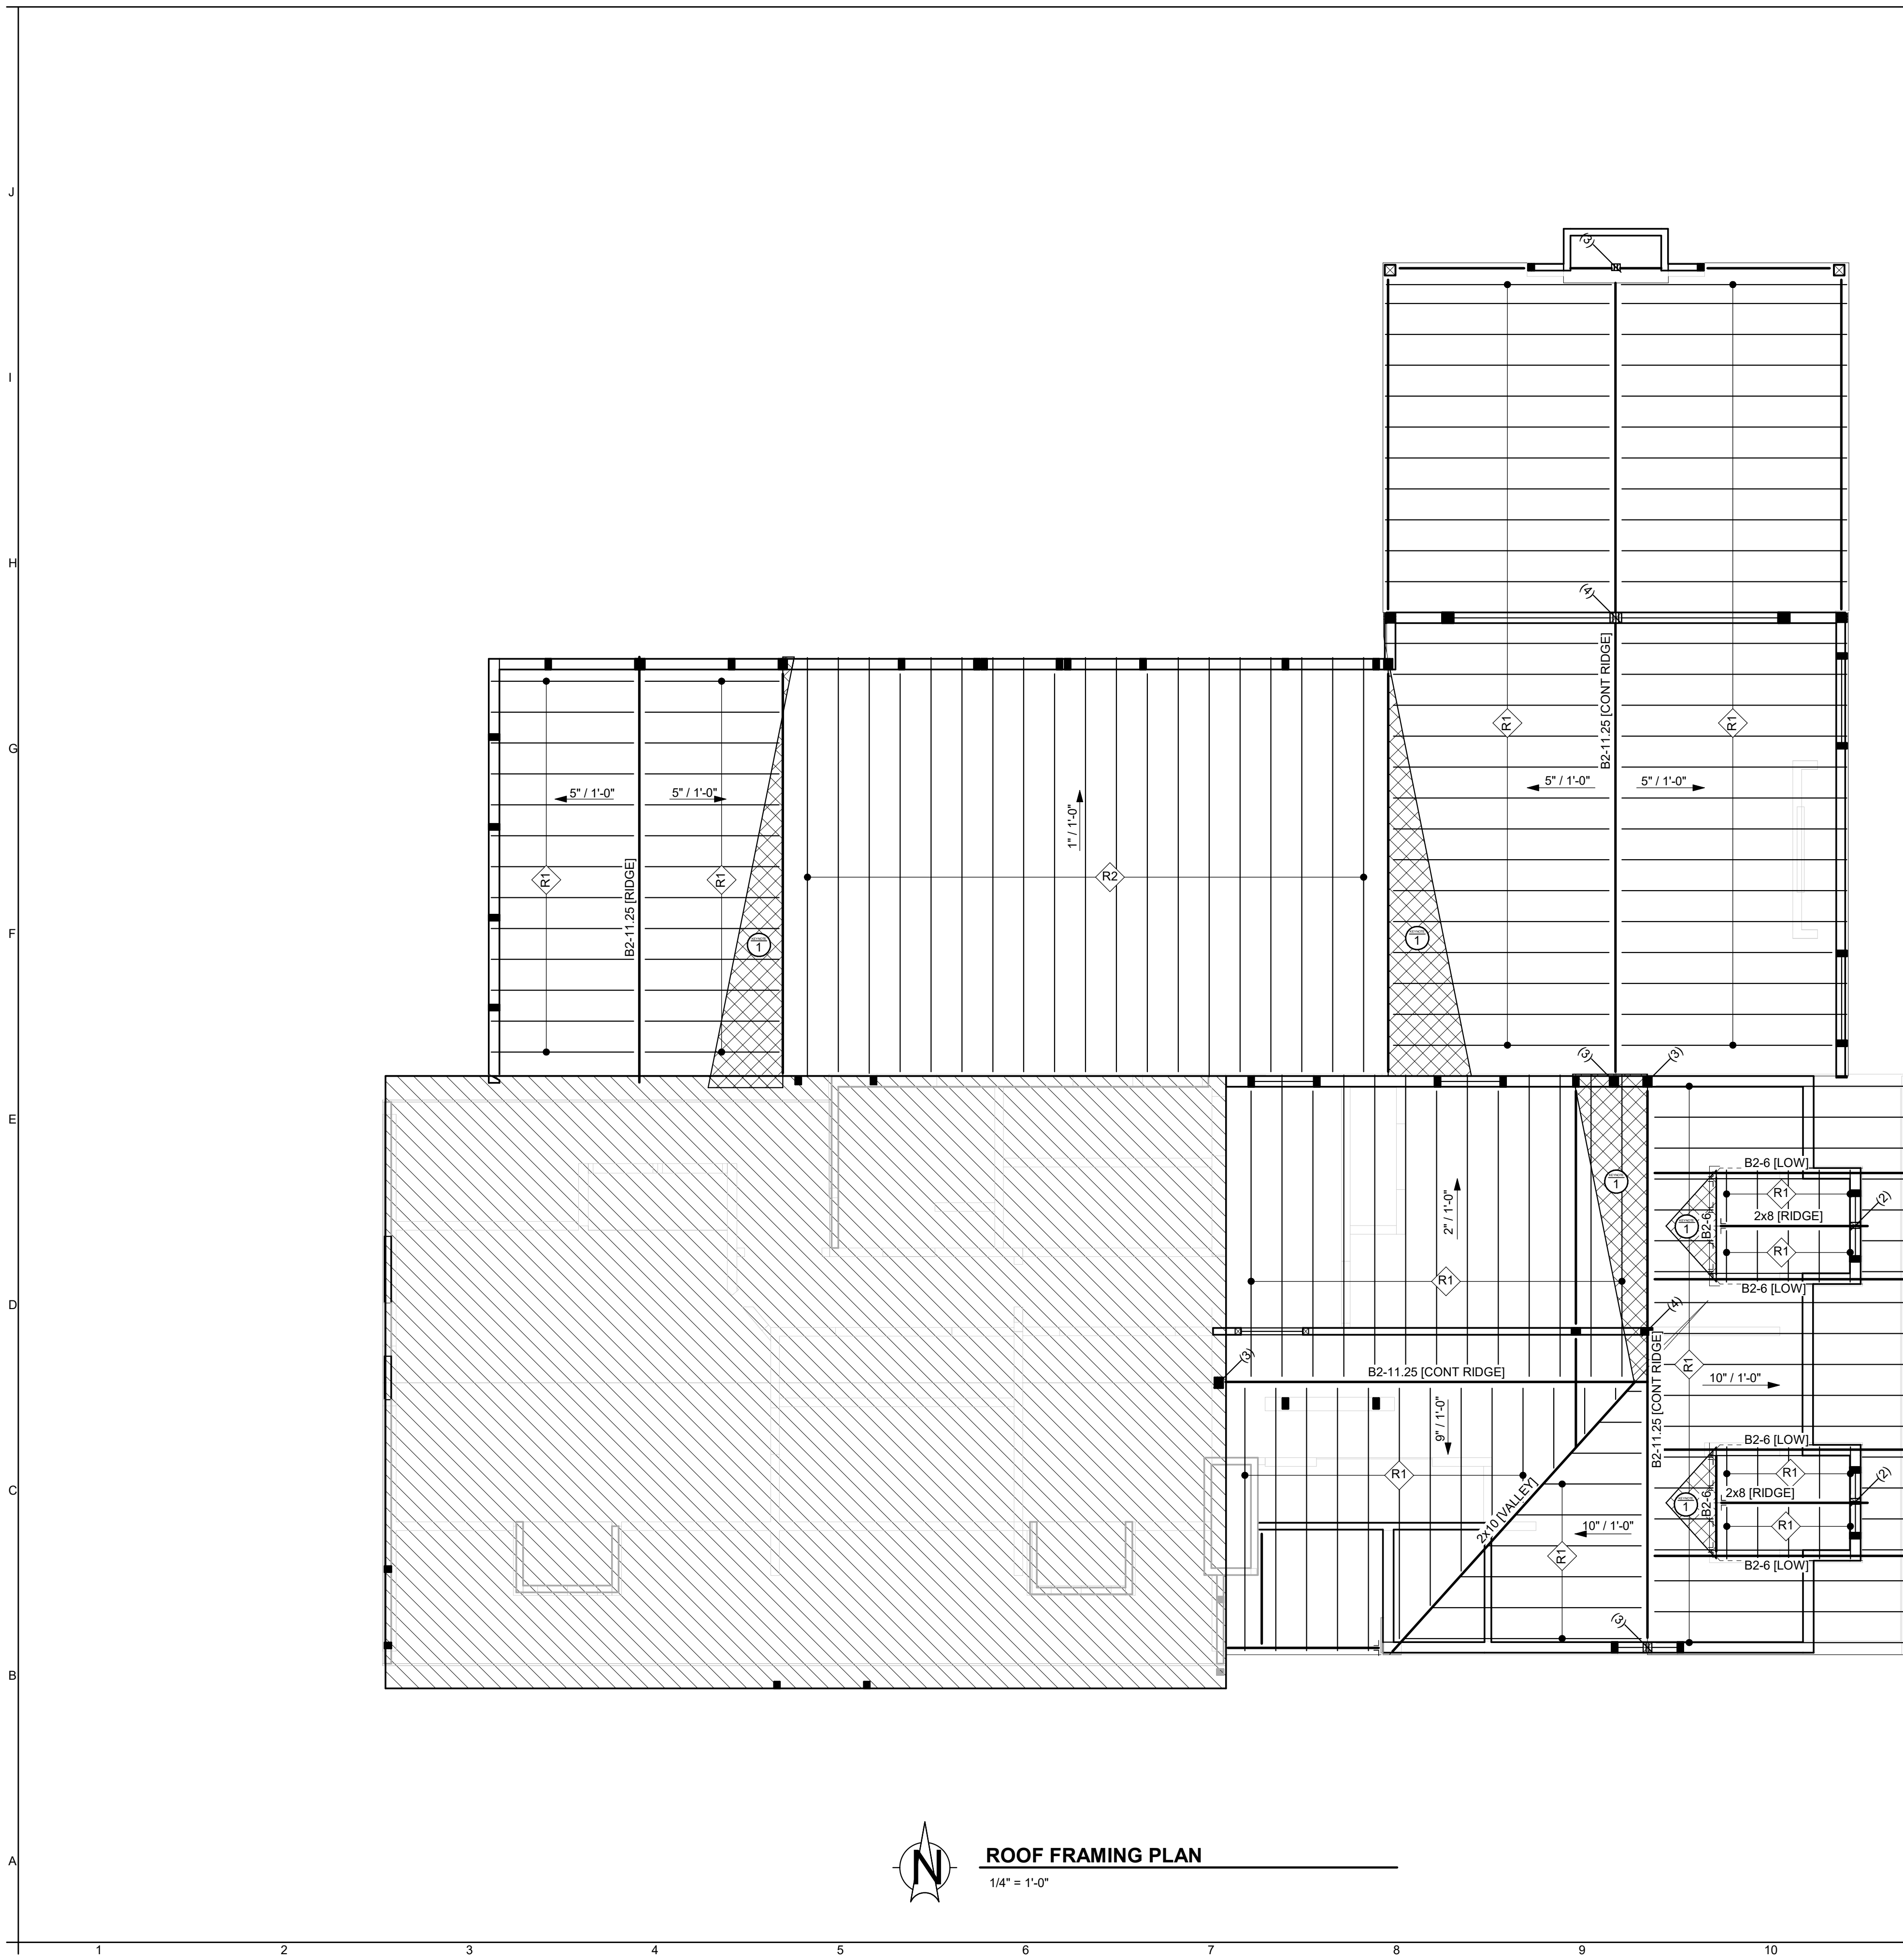 J
I
H
G
F
E
D
C
B
A
(3)
(4)
B2-11.25 [CONT RIDGE]
R1
R1
5" / 1'-0"
5" / 1'-0"
5" / 1'-0"
5" / 1'-0"
1" / 1'-0"
R1
R1
R2
B2-11.25 [RIDGE]
1
1
(3)
(3)
B2-6 [LOW]
R1
(2)
2x8 [RIDGE]
B2-6
1
1
R1
B2-6 [LOW]
2" / 1'-0"
R1
(4)
(3)
B2-11.25 [CONT RIDGE]
B2-11.25 [CONT RIDGE]
R1
10" / 1'-0"
9" / 1'-0"
B2-6 [LOW]
R1
R1
(2)
2x8 [RIDGE]
B2-6
1
R1
B2-6 [LOW]
2x10 [VALLEY]
10" / 1'-0"
R1
(3)
N
ROOF FRAMING PLAN
1/4" = 1'-0"
1 2 3 4 5 6 7 8 9 10